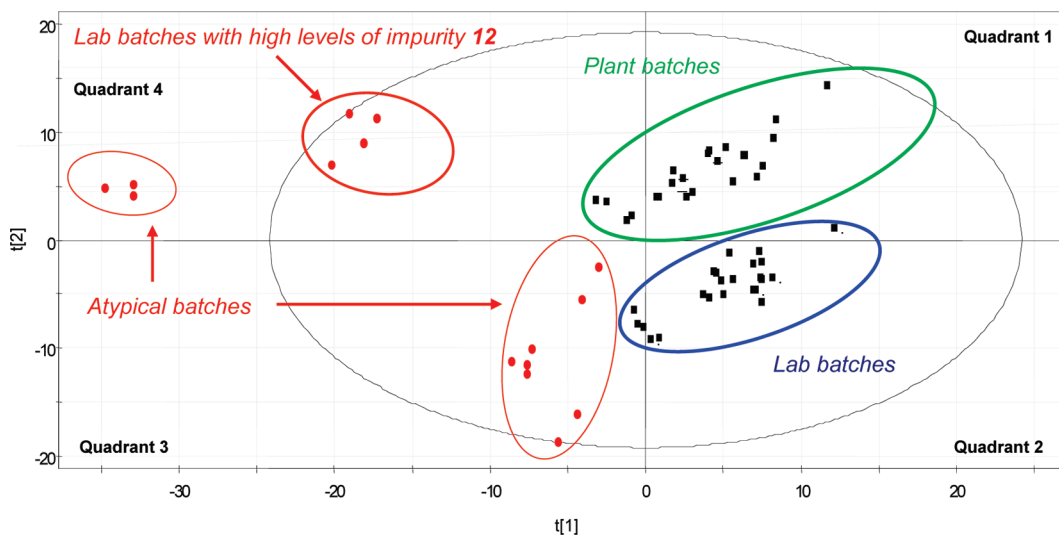 20
Lab batches with high levels of impurity 12
Quadrant 1
Plant batches
Quadrant 4
10
t[2]
0
Atypical batches
-10
Lab batches
Quadrant 3
Quadrant 2
-20
-30
-20
-10
0
10
20
t[1]